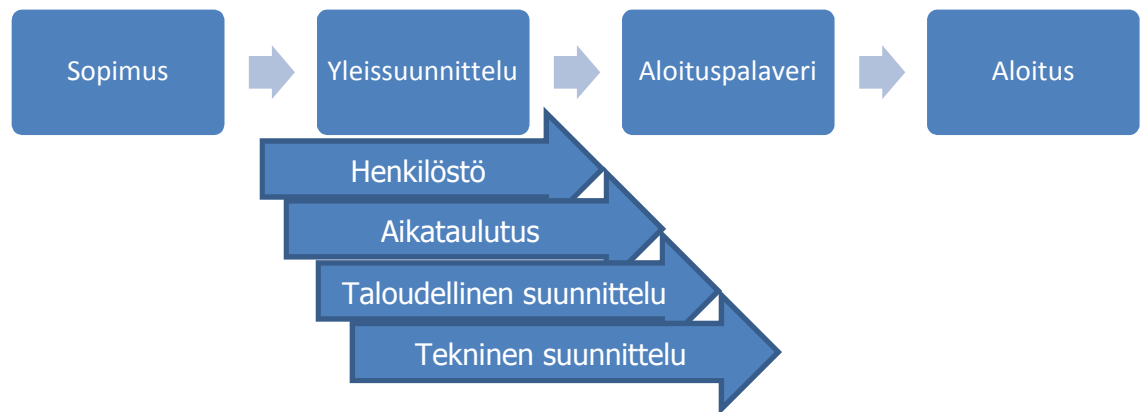 Sopimus
Yleissuunnittelu
Aloituspalaveri
Aloitus
Henkilöstö
Aikataulutus
Taloudellinen suunnittelu
Tekninen suunnittelu